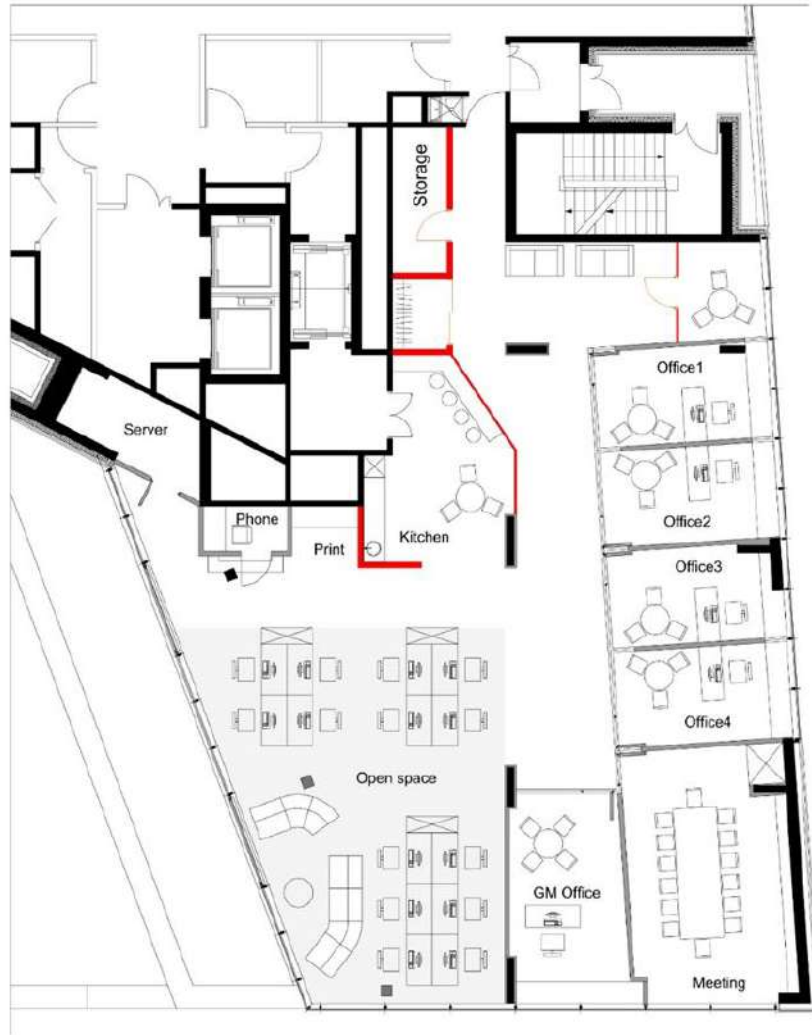 Storage
Office1
Server
Office2
Phone
Print
Kitchen
Office3
Office4
Open space
GM Office
Meeting